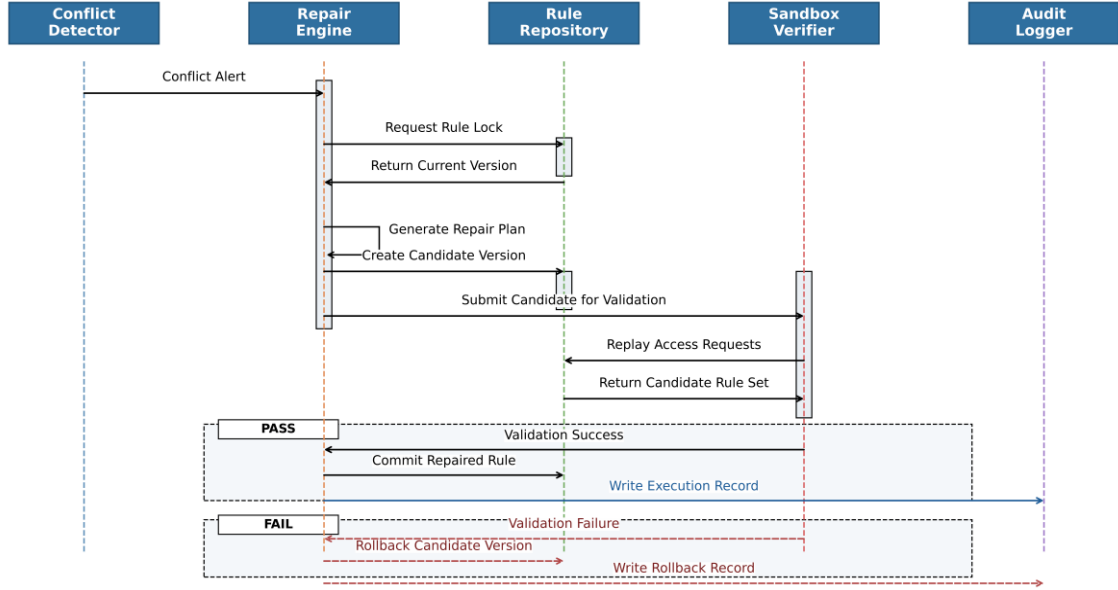 Conflict
Detector
Repair
Engine
Rule
Repository
Sandbox
Verifier
Audit
Logger
Conflict Alert
Request Rule Lock
Return Current Version
Generate Repair Plan
Create Candidate Version
Submit Candidate for Validation
Replay Access Requests
Return Candidate Rule Set
PASS
Validation Success
Commit Repaired Rule
Write Execution Record
FAIL
Validation Failure
Rollback Candidate Version
Write Rollback Record